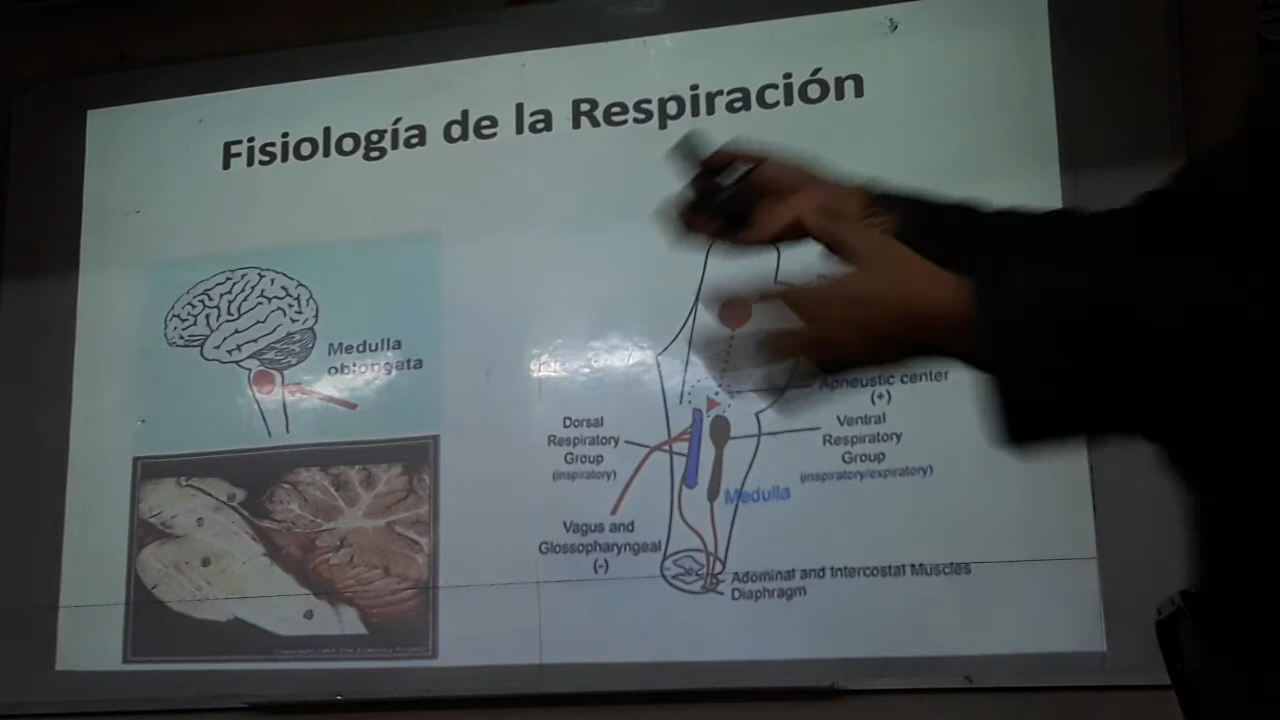 Fisiología de la Respiración
Medulla
oblongata
Dorsal
Respiratory
Group
(inspiratory)
Vagus and
Glossopharyngeal
(-)
Apneustic center
(+)
Ventral
Respiratory
Group
(inspiratory/expiratory)
Medulla
Adominal and Intercostal Muscles
Diaphragm
4